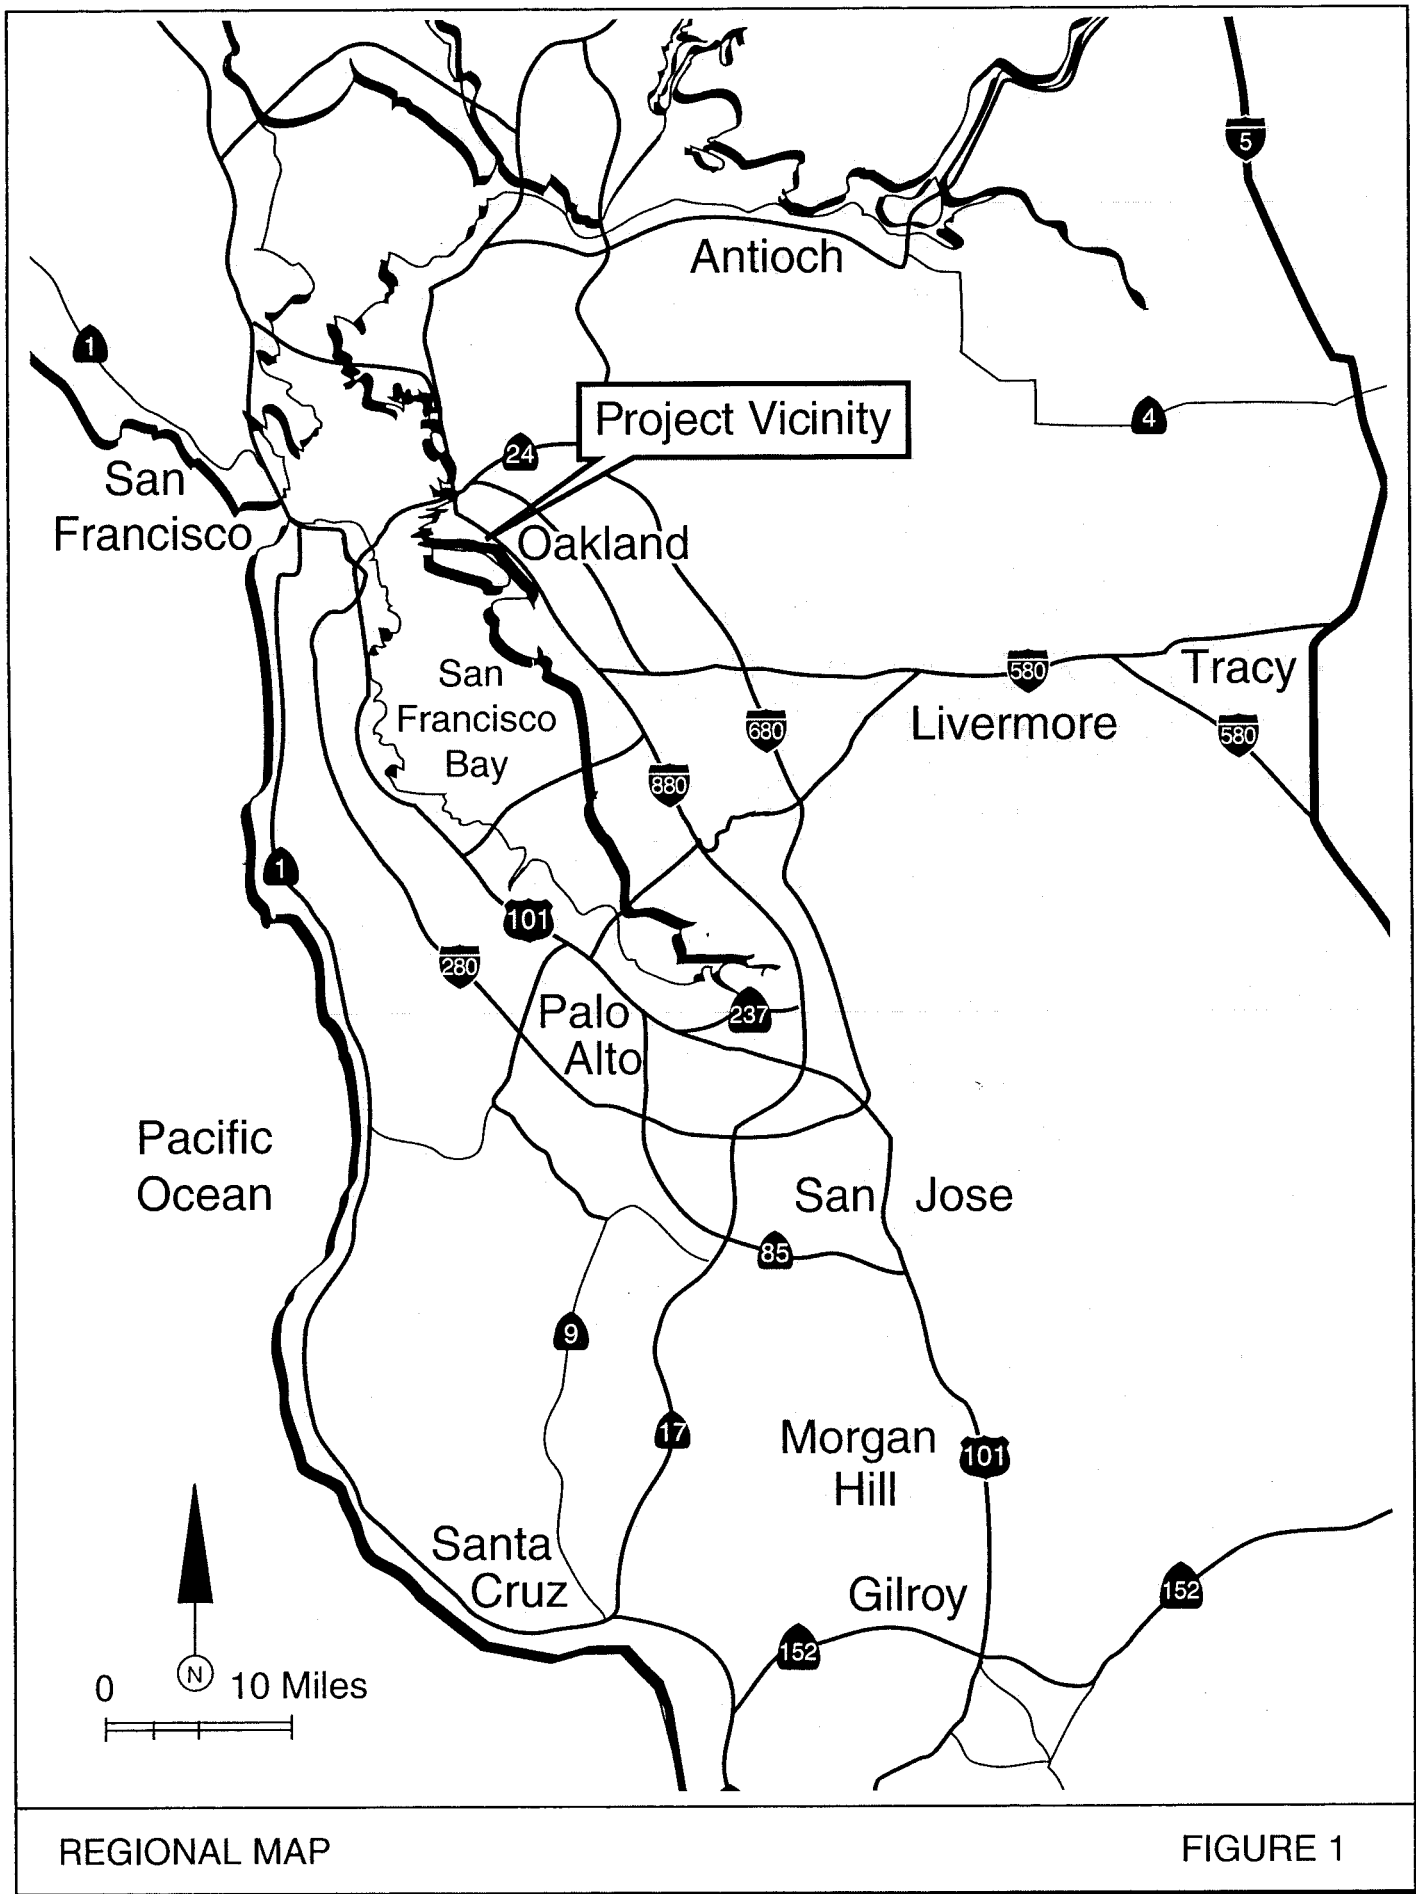 5
Antioch
1
4
Project Vicinity
24
San
Francisco
Oakland
580
Tracy
San
Francisco
Bay
680
Livermore
580
880
1
101
280
Palo
Alto
237
Pacific
Ocean
San Jose
85
9
17
Morgan
Hill
101
Santa
Cruz
Gilroy
152
152
N
0 10 Miles
REGIONAL MAP
FIGURE 1